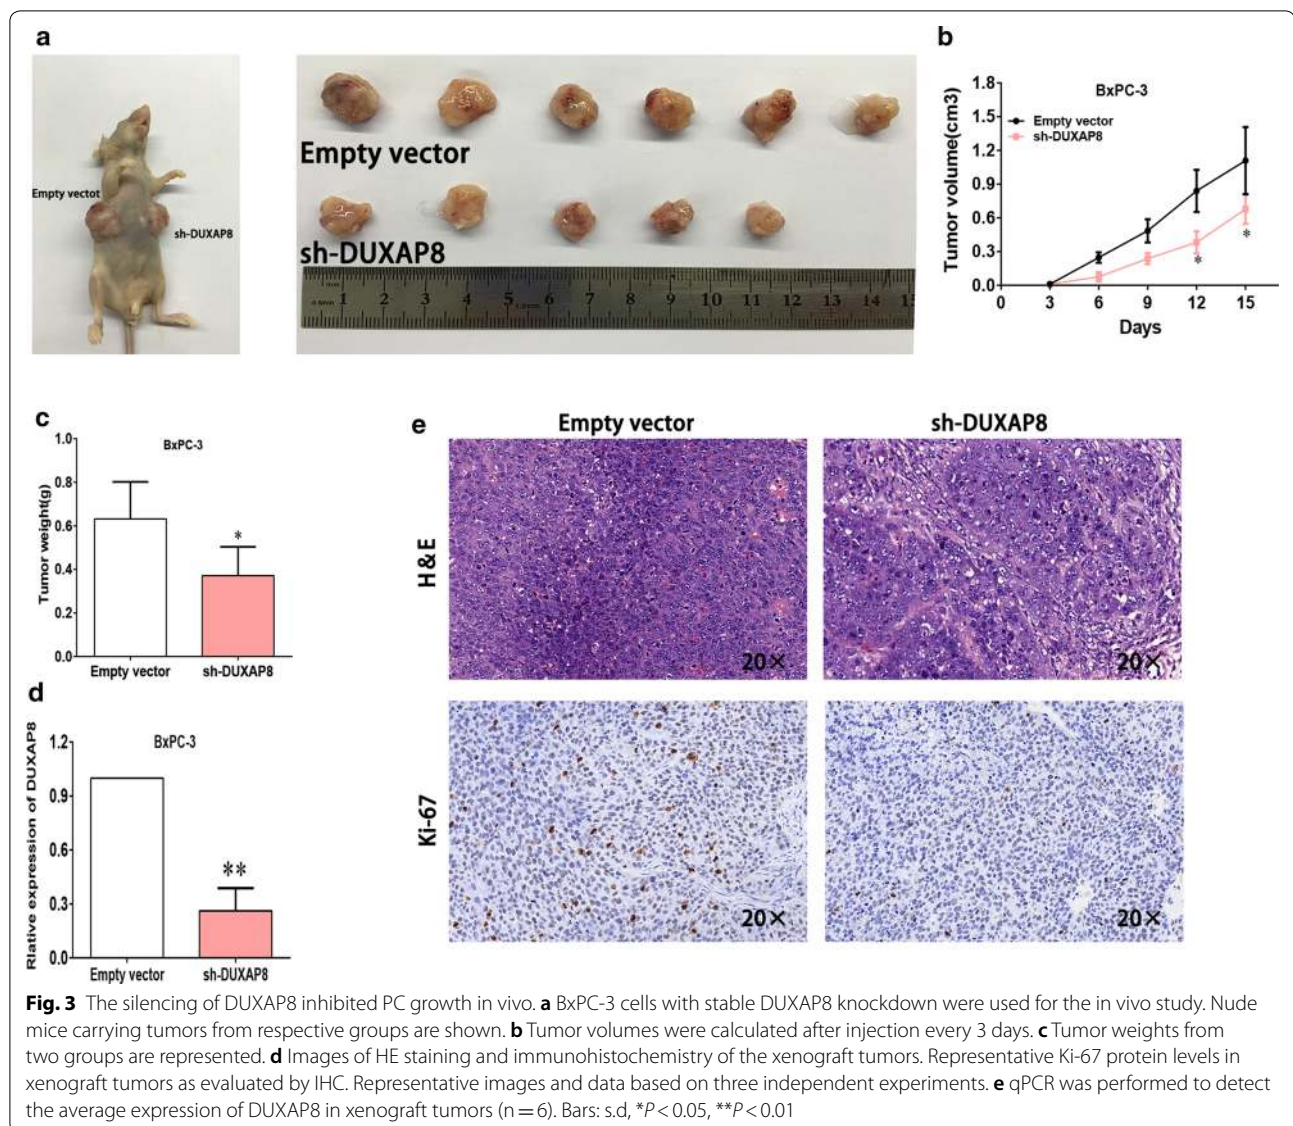 a
Empty vectot
sh-DUXAP8
Empty vector
sh-DUXAP8
1 2 3 4 5 6 7 8 9 10 11 12 13 14 15
b
BxPC-3
Empty vector
sh-DUXAP8
Tumor volume(cm3)
1.8
1.5
1.2
0.9
0.6
0.3
0.0
0 3 6 9 12 15
*
*
Days
c
BxPC-3
Tumor weight(g)
1.0
0.8
0.6
0.4
0.2
0.0
*
Empty vector sh-DUXAP8
d
BxPC-3
Rlative expression of DUXAP8
1.2
0.9
0.6
0.3
0.0
**
Empty vector sh-DUXAP8
e
Empty vector sh-DUXAP8
H&E
20× 20×
Ki-67
20× 20×
Fig. 3 The silencing of DUXAP8 inhibited PC growth in vivo. a BxPC-3 cells with stable DUXAP8 knockdown were used for the in vivo study. Nude
mice carrying tumors from respective groups are shown. b Tumor volumes were calculated after injection every 3 days. c Tumor weights from
two groups are represented. d Images of HE staining and immunohistochemistry of the xenograft tumors. Representative Ki-67 protein levels in
xenograft tumors as evaluated by IHC. Representative images and data based on three independent experiments. e qPCR was performed to detect
the average expression of DUXAP8 in xenograft tumors (n = 6). Bars: s.d, *P < 0.05, **P < 0.01